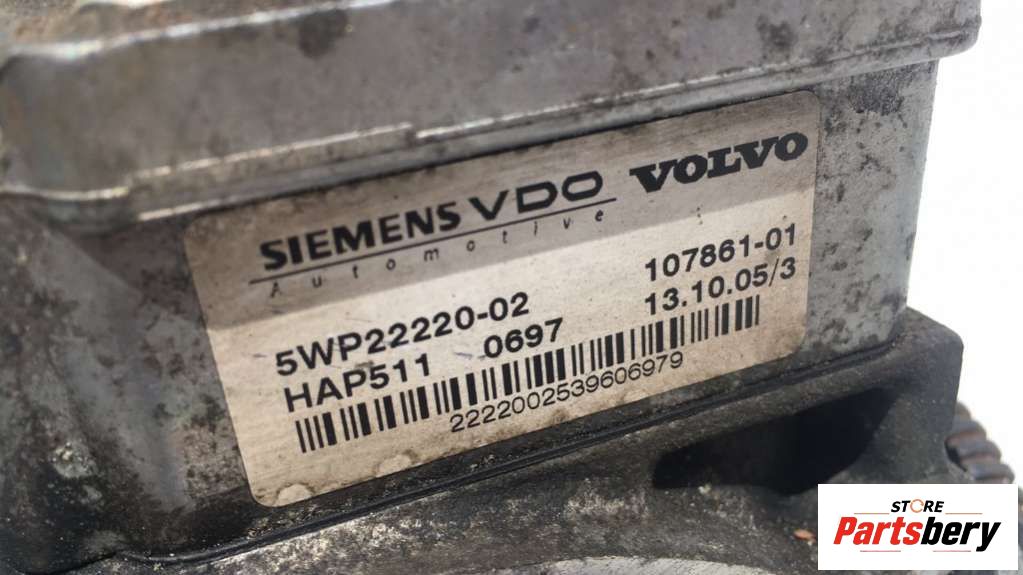 SIEMENS VDO VOLVO
Automotive
5WP22220-02 107861-01
HAP511 0697 13.10.05/3
2222002539606979
STORE
Partsbery